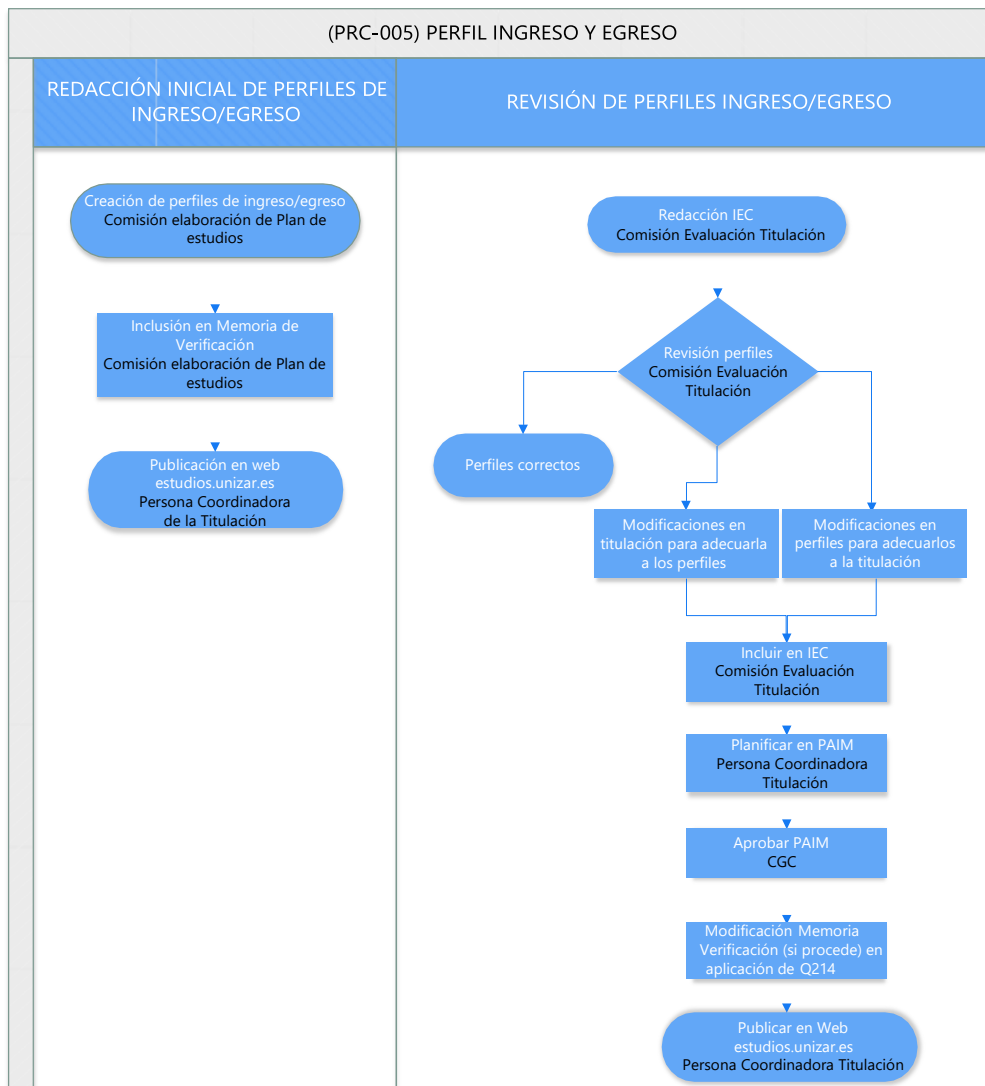 (PRC-005) PERFIL INGRESO Y EGRESO
REDACCIÓN INICIAL DE PERFILES DE
INGRESO/EGRESO
REVISIÓN DE PERFILES INGRESO/EGRESO
Creación de perfiles de ingreso/egreso
Comisión elaboración de Plan de
estudios
Inclusión en Memoria de
Verificación
Comisión elaboración de Plan de
estudios
Publicación en web
estudios.unizar.es
Persona Coordinadora
de la Titulación
Redacción IEC
Comisión Evaluación Titulación
Revisión perfiles
Comisión Evaluación
Titulación
Perfiles correctos
Modificaciones en
titulación para adecuarla
a los perfiles
Modificaciones en
perfiles para adecuarlos
a la titulación
Incluir en IEC
Comisión Evaluación
Titulación
Planificar en PAIM
Persona Coordinadora
Titulación
Aprobar PAIM
CGC
Modificación Memoria
Verificación (si procede) en
aplicación de Q214
Publicar en Web
estudios.unizar.es
Persona Coordinadora Titulación